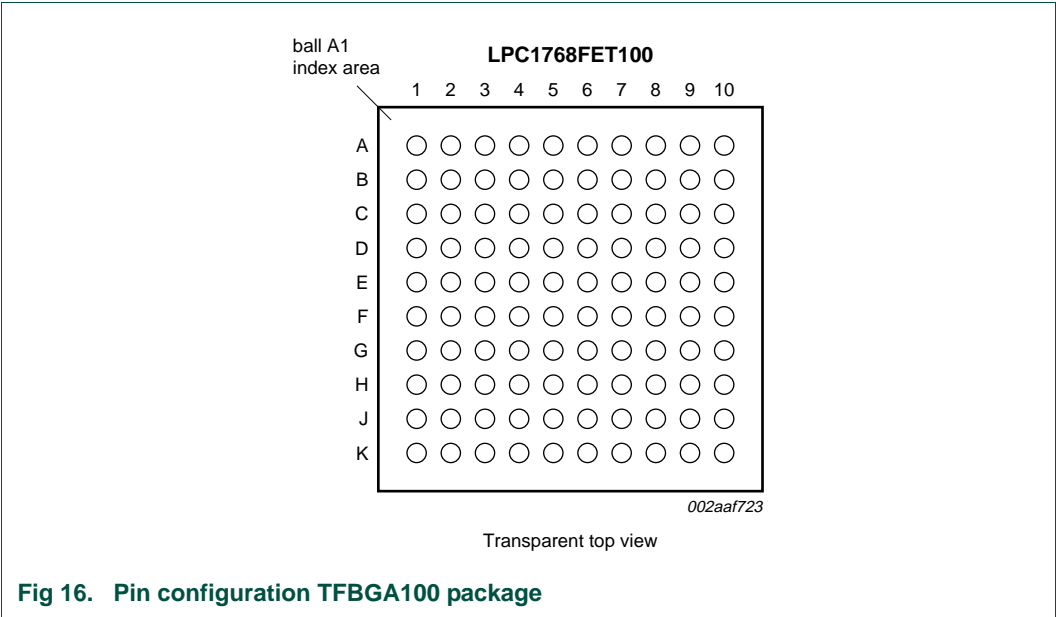 ball A1
index area
LPC1768FET100
1 2 3 4 5 6 7 8 9 10
A
B
C
D
E
F
G
H
J
K
002aaf723
Transparent top view
Fig 16. Pin configuration TFBGA100 package